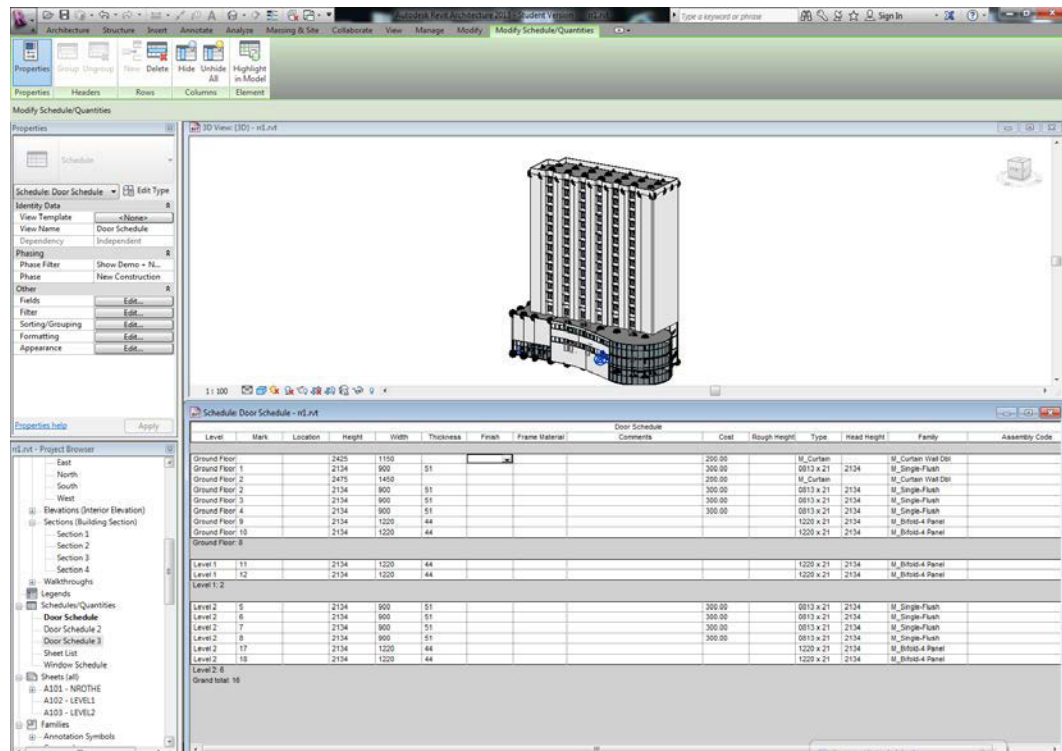 Autodesk Revit Architecture 2013 - Student Version - rr1.rvt
Type a keyword or phrase
Sign In
Architecture Structure Insert Annotate Analyze Massing & Site Collaborate View Manage Modify Modify Schedule/Quantities
Properties Group Ungroup New Delete Hide Unhide All Highlight in Model
Properties Headers Rows Columns Element
Modify Schedule/Quantities
Properties
Schedule
Schedule: Door Schedule Edit Type
Identity Data
View Template <None>
View Name Door Schedule
Dependency Independent
Phasing
Phase Filter Show Demo + N...
Phase New Construction
Other
Fields Edit...
Filter Edit...
Sorting/Grouping Edit...
Formatting Edit...
Appearance Edit...
Properties help Apply
rr1.rvt - Project Browser
East
North
South
West
Elevations (Interior Elevation)
Sections (Building Section)
Section 1
Section 2
Section 3
Section 4
Walkthroughs
Legends
Schedules/Quantities
Door Schedule
Door Schedule 2
Door Schedule 3
Sheet List
Window Schedule
Sheets (all)
A101 - NROTHE
A102 - LEVEL1
A103 - LEVEL2
Families
Annotation Symbols
3D View: {3D} - rr1.rvt
1 : 100
Schedule: Door Schedule - rr1.rvt
Door Schedule
Level Mark Location Height Width Thickness Finish Frame Material Comments Cost Rough Height Type Head Height Family Assembly Code
Ground Floor 2425 1150 200.00 M_Curtain M_Curtain Wall Dbl
Ground Floor 1 2134 900 51 300.00 0813 x 21 2134 M_Single-Flush
Ground Floor 2 2475 1450 200.00 M_Curtain M_Curtain Wall Dbl
Ground Floor 2 2134 900 51 300.00 0813 x 21 2134 M_Single-Flush
Ground Floor 3 2134 900 51 300.00 0813 x 21 2134 M_Single-Flush
Ground Floor 4 2134 900 51 300.00 0813 x 21 2134 M_Single-Flush
Ground Floor 9 2134 1220 44 1220 x 21 2134 M_Bifold-4 Panel
Ground Floor 10 2134 1220 44 1220 x 21 2134 M_Bifold-4 Panel
Ground Floor: 8
Level 1 11 2134 1220 44 1220 x 21 2134 M_Bifold-4 Panel
Level 1 12 2134 1220 44 1220 x 21 2134 M_Bifold-4 Panel
Level 1: 2
Level 2 5 2134 900 51 300.00 0813 x 21 2134 M_Single-Flush
Level 2 6 2134 900 51 300.00 0813 x 21 2134 M_Single-Flush
Level 2 7 2134 900 51 300.00 0813 x 21 2134 M_Single-Flush
Level 2 8 2134 900 51 300.00 0813 x 21 2134 M_Single-Flush
Level 2 17 2134 1220 44 1220 x 21 2134 M_Bifold-4 Panel
Level 2 18 2134 1220 44 1220 x 21 2134 M_Bifold-4 Panel
Level 2: 6
Grand total: 16